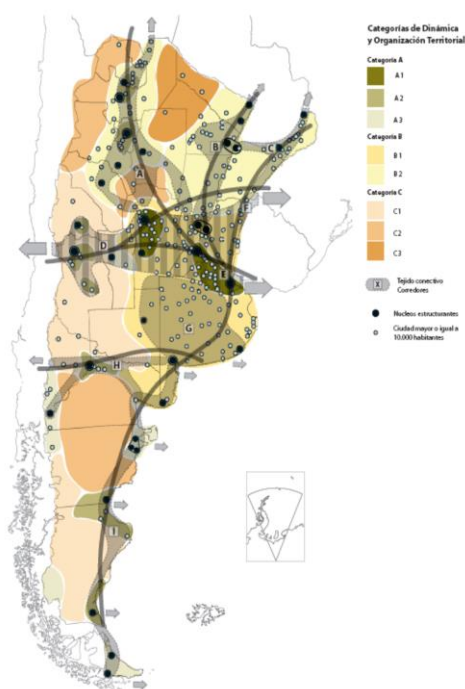 Categorías de Dinámica
y Organización Territorial
Categoría A
A 1
A 2
A 3
Categoría B
B 1
B 2
Categoría C
C1
C2
C3
X
Tejido conectivo
Corredores
Nucleos estructurantes
Ciudad mayor o igual a
10.000 habitantes
B
C
A
F
D
E
G
H
I